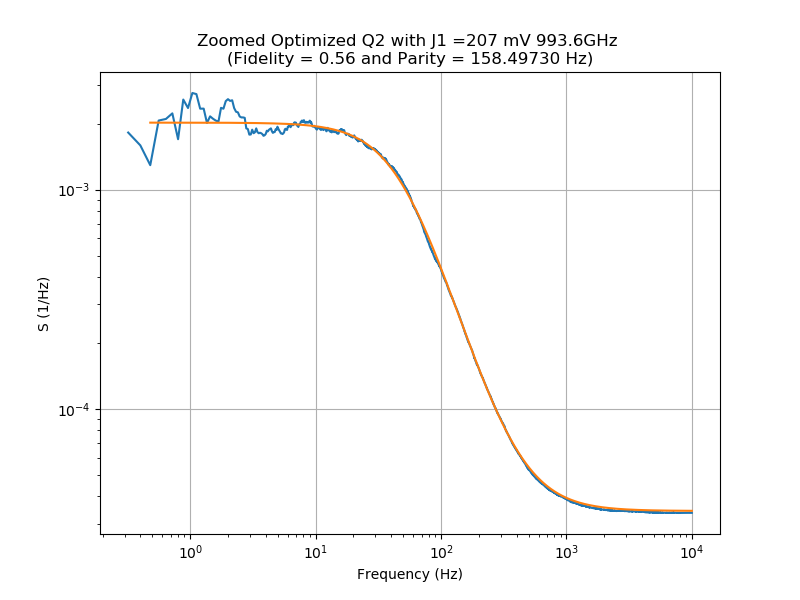 Zoomed Optimized Q2 with J1 =207 mV 993.6GHz
(Fidelity = 0.56 and Parity = 158.49730 Hz)
S (1/Hz)
10⁻³
10⁻⁴
10⁰ 10¹ 10² 10³ 10⁴
Frequency (Hz)